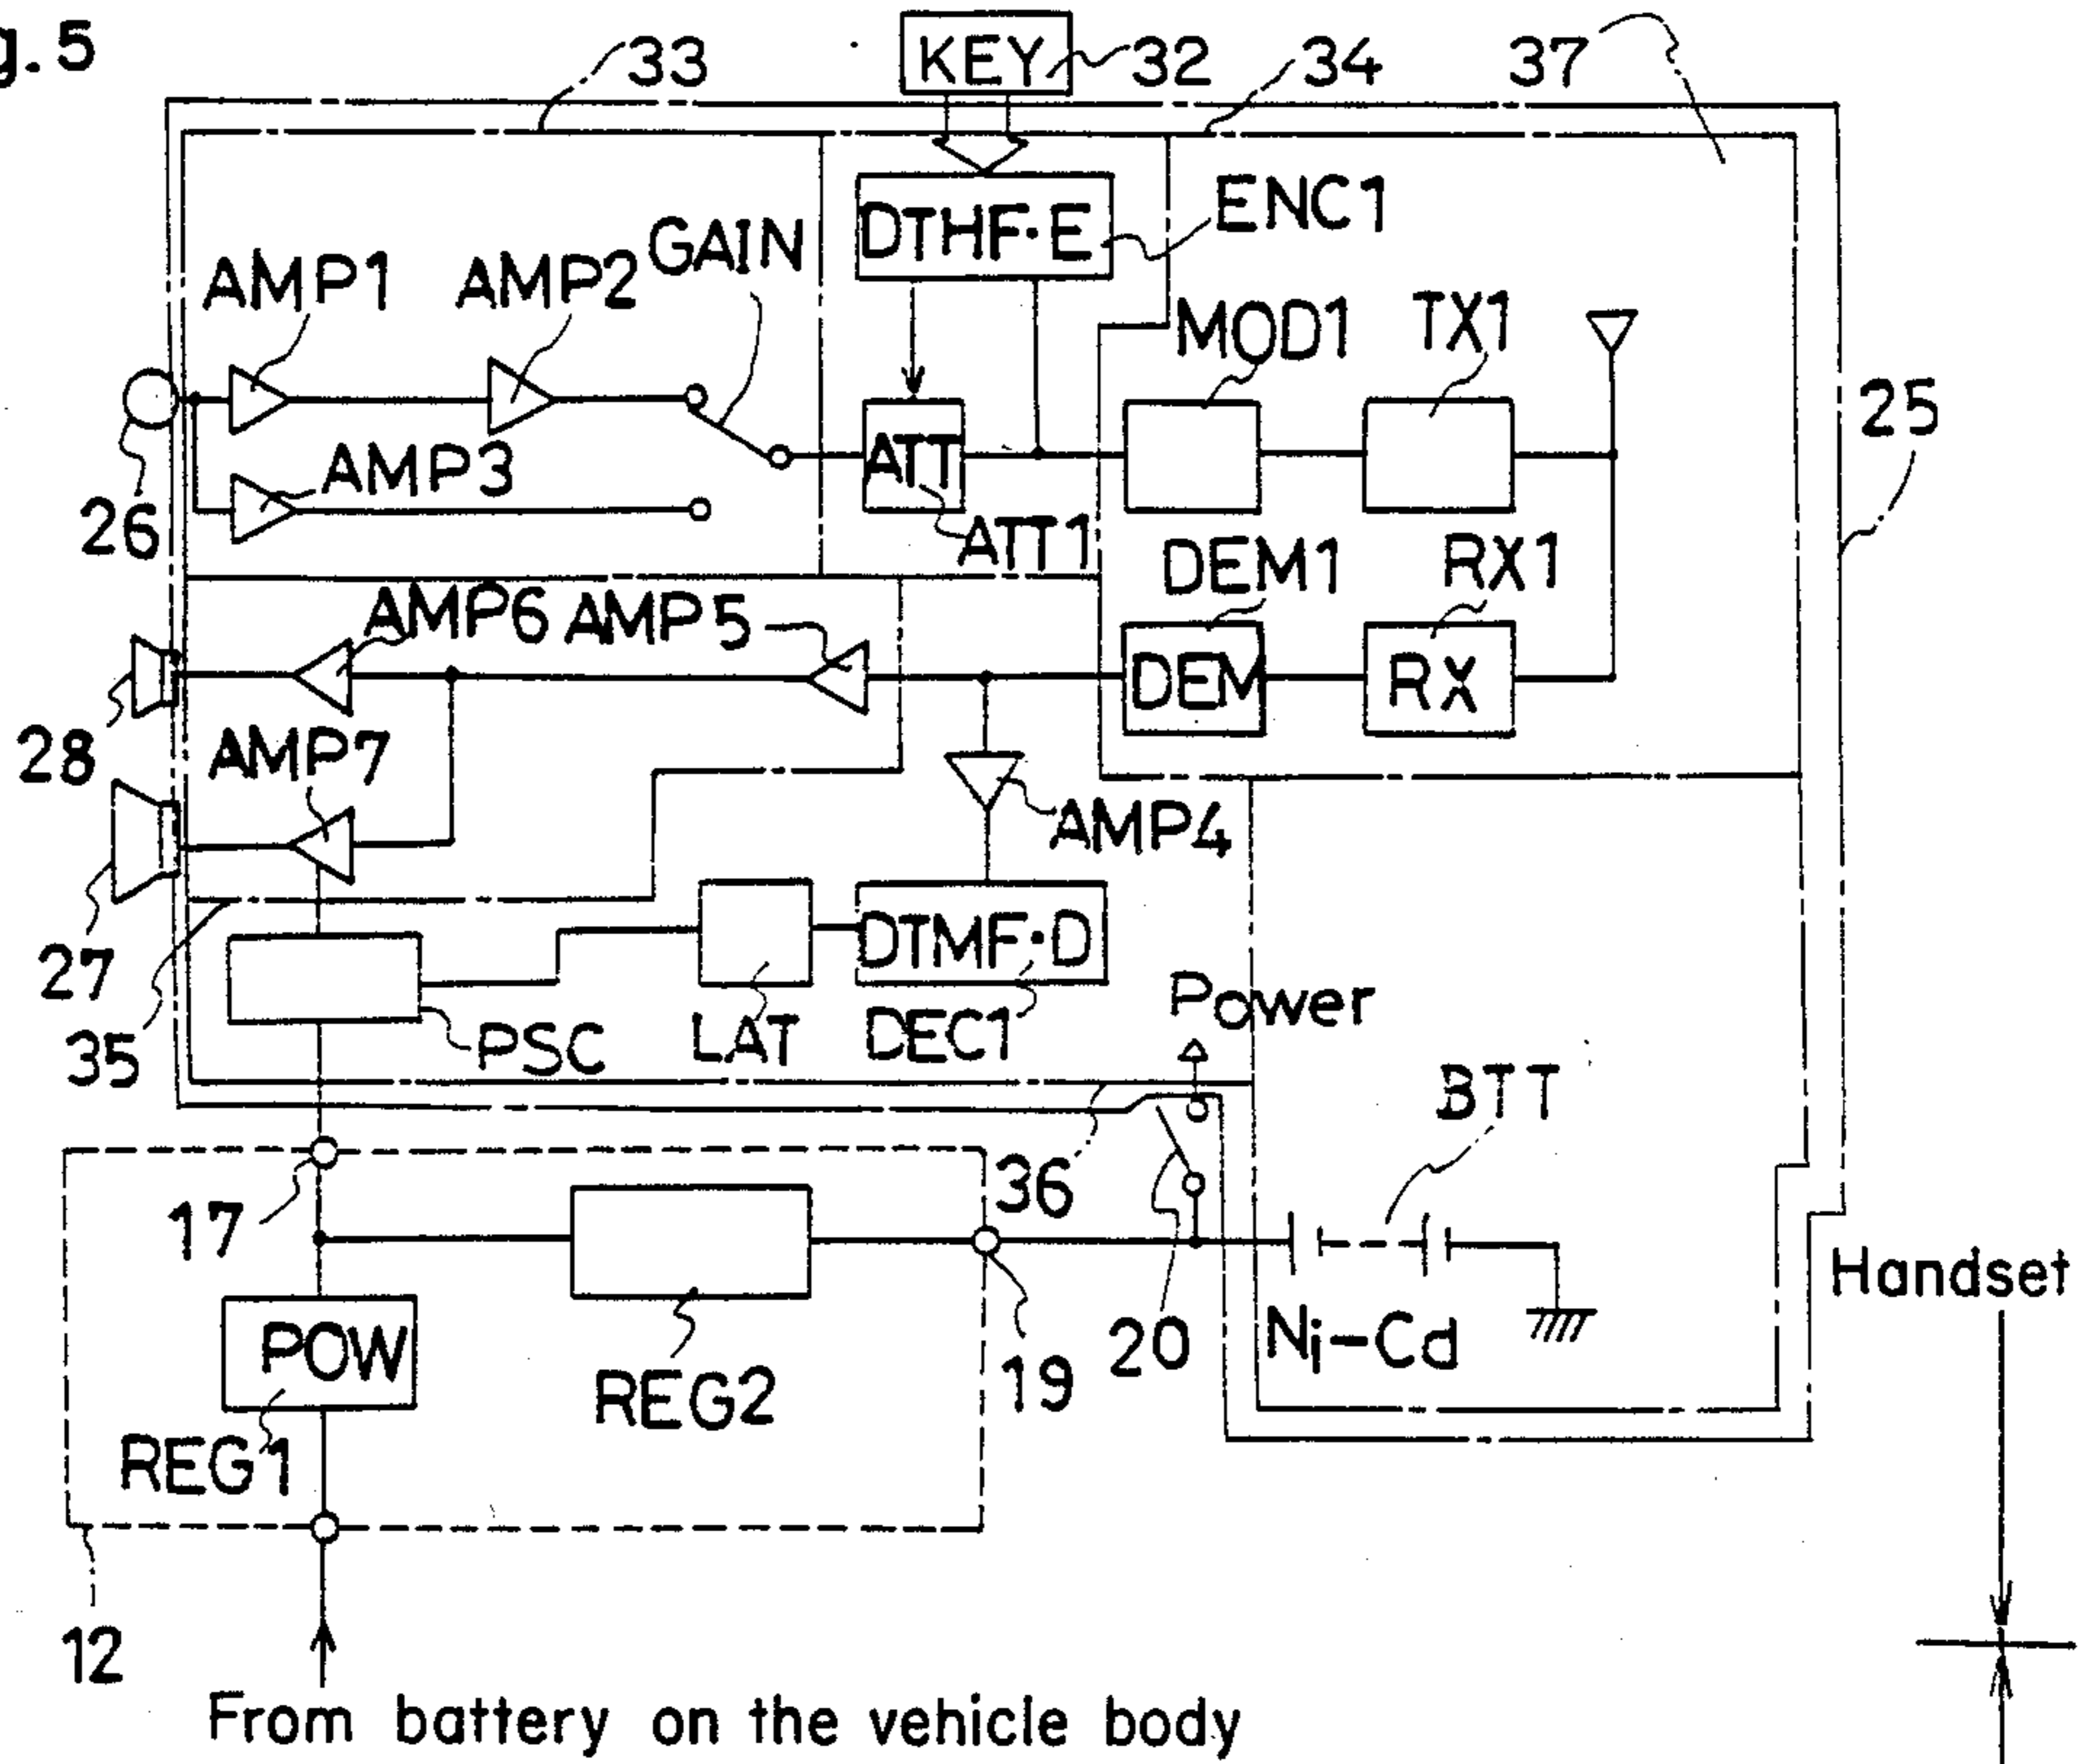 g. 5
33
KEY
32
34
37
DTHF·E
ENC1
GAIN
AMP1
AMP2
MOD1
TX1
25
AMP3
ATT
26
ATT1
DEM1
RX1
AMP6
AMP5
DEM
RX
28
AMP7
AMP4
27
LAT
DTMF·D
Power
35
PSC
DEC1
BTT
36
17
Handset
20
Ni-Cd
POW
REG2
19
REG1
12
From battery on the vehicle body